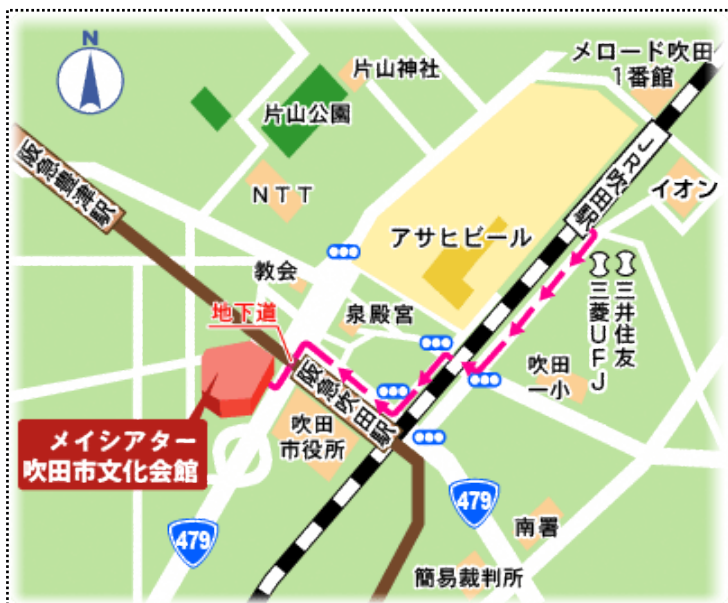 N
メロード吹田
1番館
片山神社
片山公園
JR吹田駅
阪急豊津駅
NTT
イオン
アサヒビール
教会
三井住友
三菱UFJ
地下道
泉殿宮
吹田
一小
阪急吹田駅
吹田
市役所
メイシアター
吹田市文化会館
479
479
南署
簡易裁判所